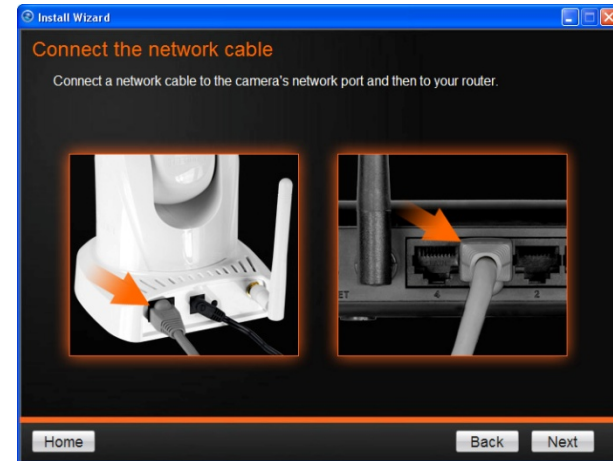 Install Wizard
Connect the network cable
Connect a network cable to the camera's network port and then to your router.
ET 4 2
Home Back Next